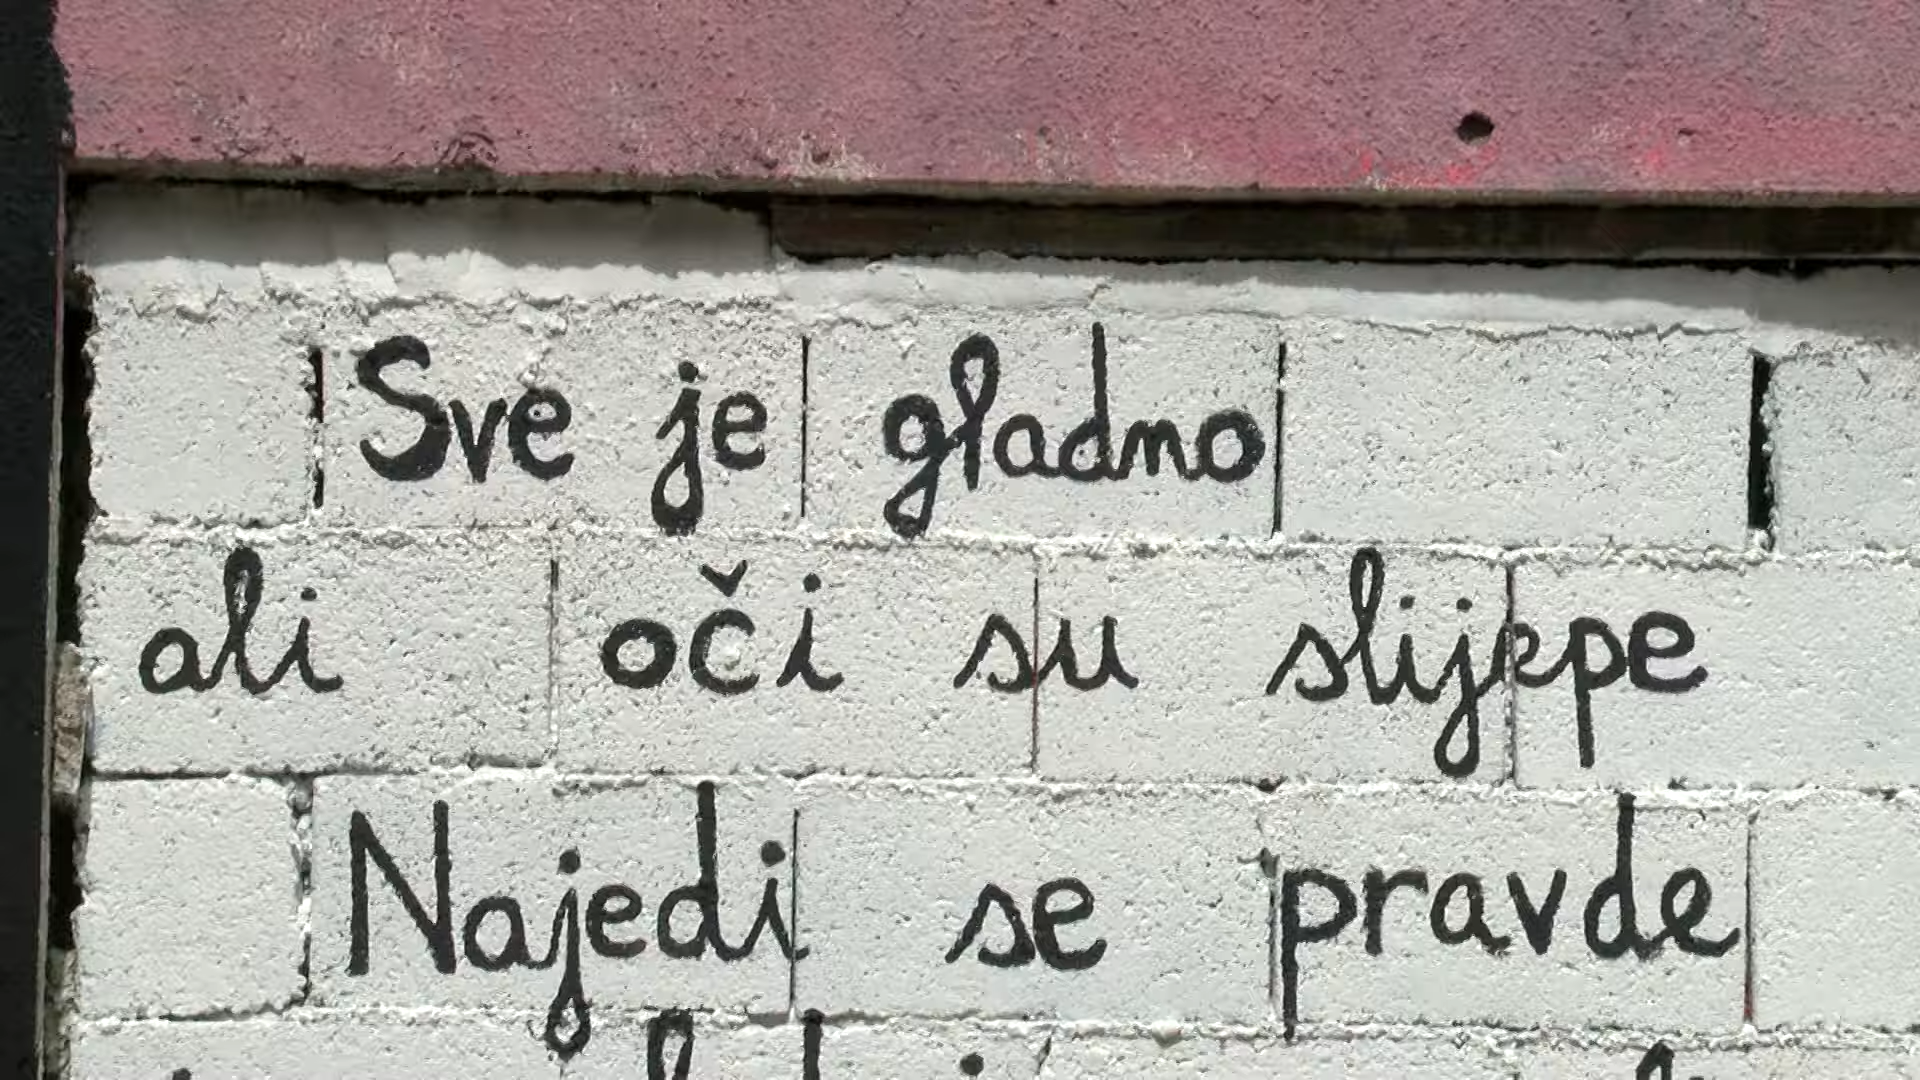 Sve je gladno
ali oči su slijepe
Najedi se pravde